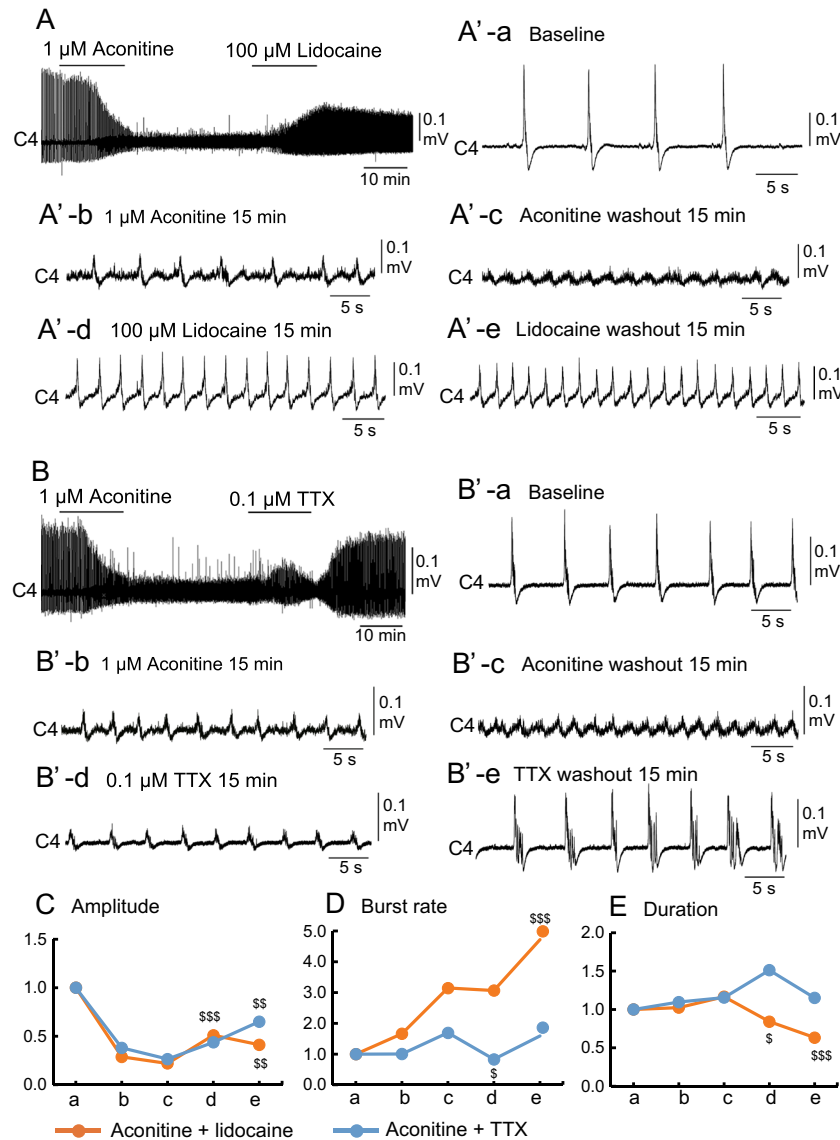 A
1 µM Aconitine
100 µM Lidocaine
C4
0.1
mV
10 min
A' -a Baseline
C4
0.1
mV
5 s
A' -b 1 µM Aconitine 15 min
C4
0.1
mV
5 s
A' -c Aconitine washout 15 min
C4
0.1
mV
5 s
A' -d 100 µM Lidocaine 15 min
C4
0.1
mV
5 s
A' -e Lidocaine washout 15 min
C4
0.1
mV
5 s
B
1 µM Aconitine
0.1 µM TTX
C4
0.1
mV
10 min
B' -a Baseline
C4
0.1
mV
5 s
B' -b 1 µM Aconitine 15 min
C4
0.1
mV
5 s
B' -c Aconitine washout 15 min
C4
0.1
mV
5 s
B' -d 0.1 µM TTX 15 min
C4
0.1
mV
5 s
B' -e TTX washout 15 min
C4
0.1
mV
5 s
C Amplitude
1.5
1.0
0.5
0.0
$$$
$$
$$
a b c d e
D Burst rate
5.0
4.0
3.0
2.0
1.0
0.0
$$$
$
a b c d e
E Duration
2.0
1.5
1.0
0.5
0.0
$
$$$
a b c d e
Aconitine + lidocaine
Aconitine + TTX